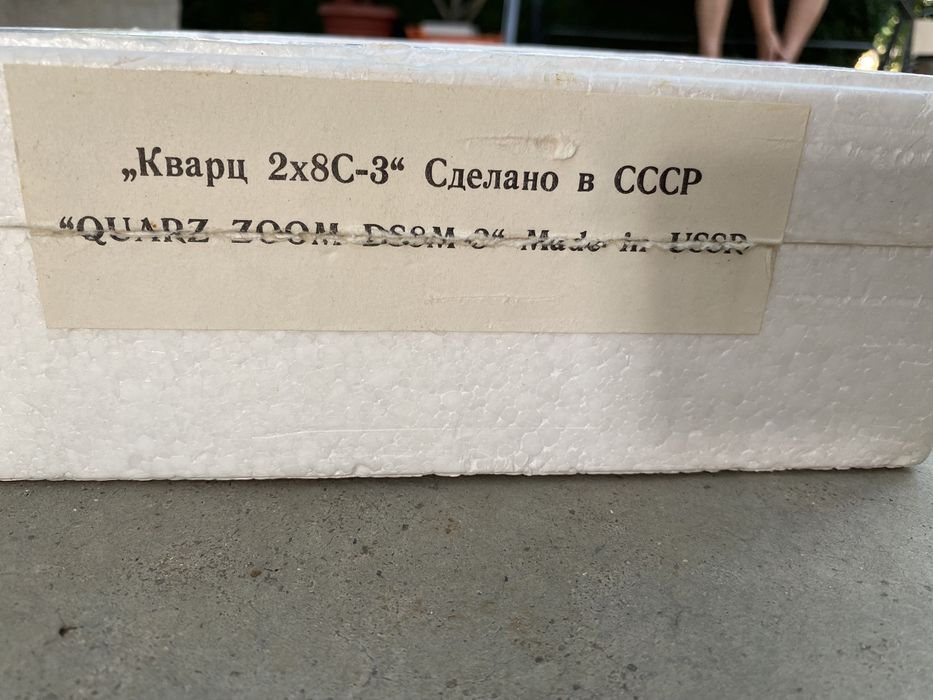 „Кварц 2х8С-3“ Сделано в СССР
“QUARZ ZOOM DS8M-3“ Made in USSR